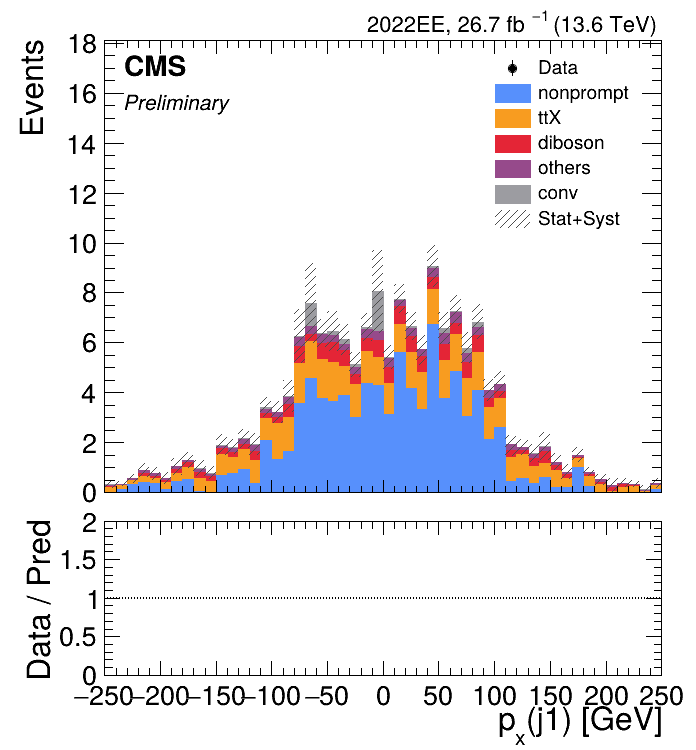 2022EE, 26.7 fb⁻¹ (13.6 TeV)
CMS
Preliminary
Events
18
16
14
12
10
8
6
4
2
0
Data
nonprompt
ttX
diboson
others
conv
Stat+Syst
Data / Pred
2
1.5
1
0.5
0
−250 −200 −150 −100 −50 0 50 100 150 200 250
pₓ(j1) [GeV]